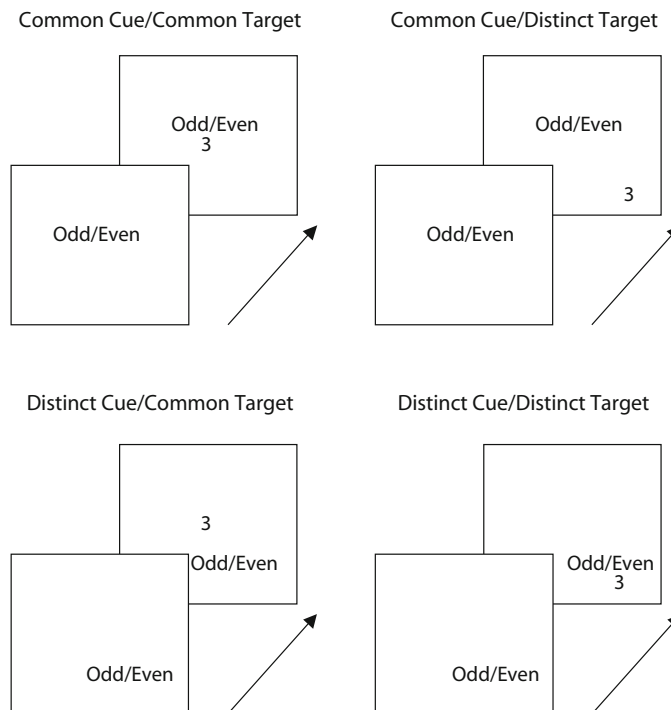 Common Cue/Common Target
Odd/Even
3
Odd/Even
Common Cue/Distinct Target
Odd/Even
3
Odd/Even
Distinct Cue/Common Target
3
Odd/Even
Odd/Even
Distinct Cue/Distinct Target
Odd/Even
3
Odd/Even